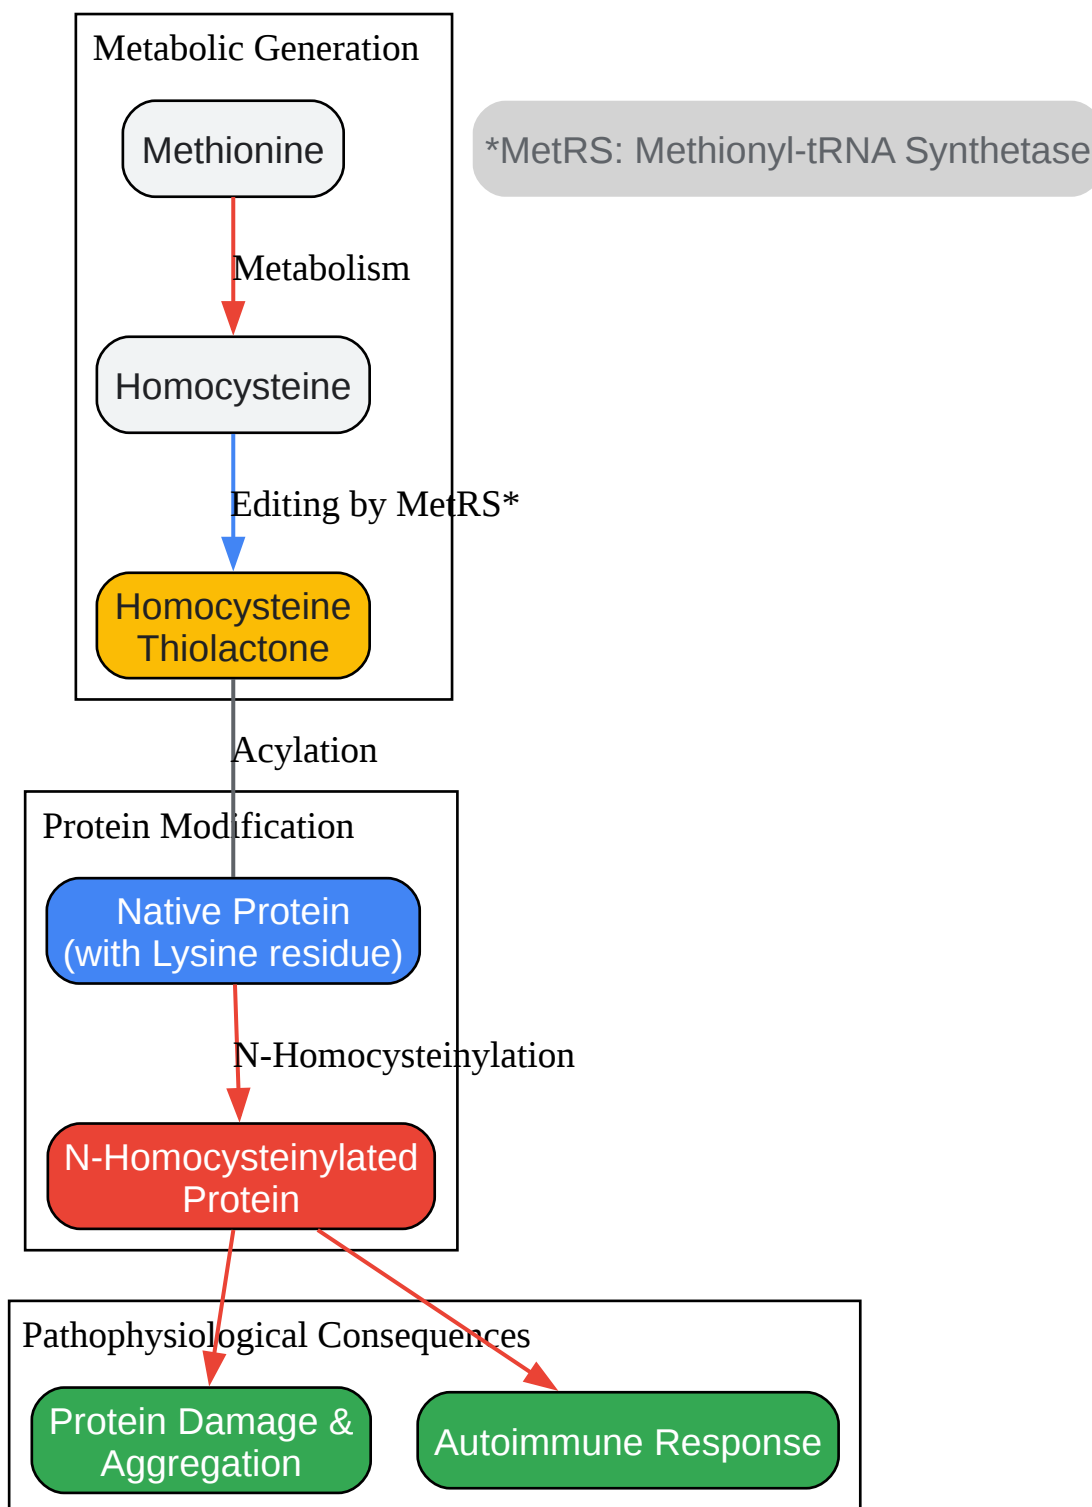 Metabolic Generation
Methionine
*MetRS: Methionyl-tRNA Synthetase
Metabolism
Homocysteine
Editing by MetRS*
Homocysteine
Thiolactone
Acylation
Protein Modification
Native Protein
(with Lysine residue)
N-Homocysteinylation
N-Homocysteinylated
Protein
Pathophysiological Consequences
Protein Damage &
Aggregation
Autoimmune Response